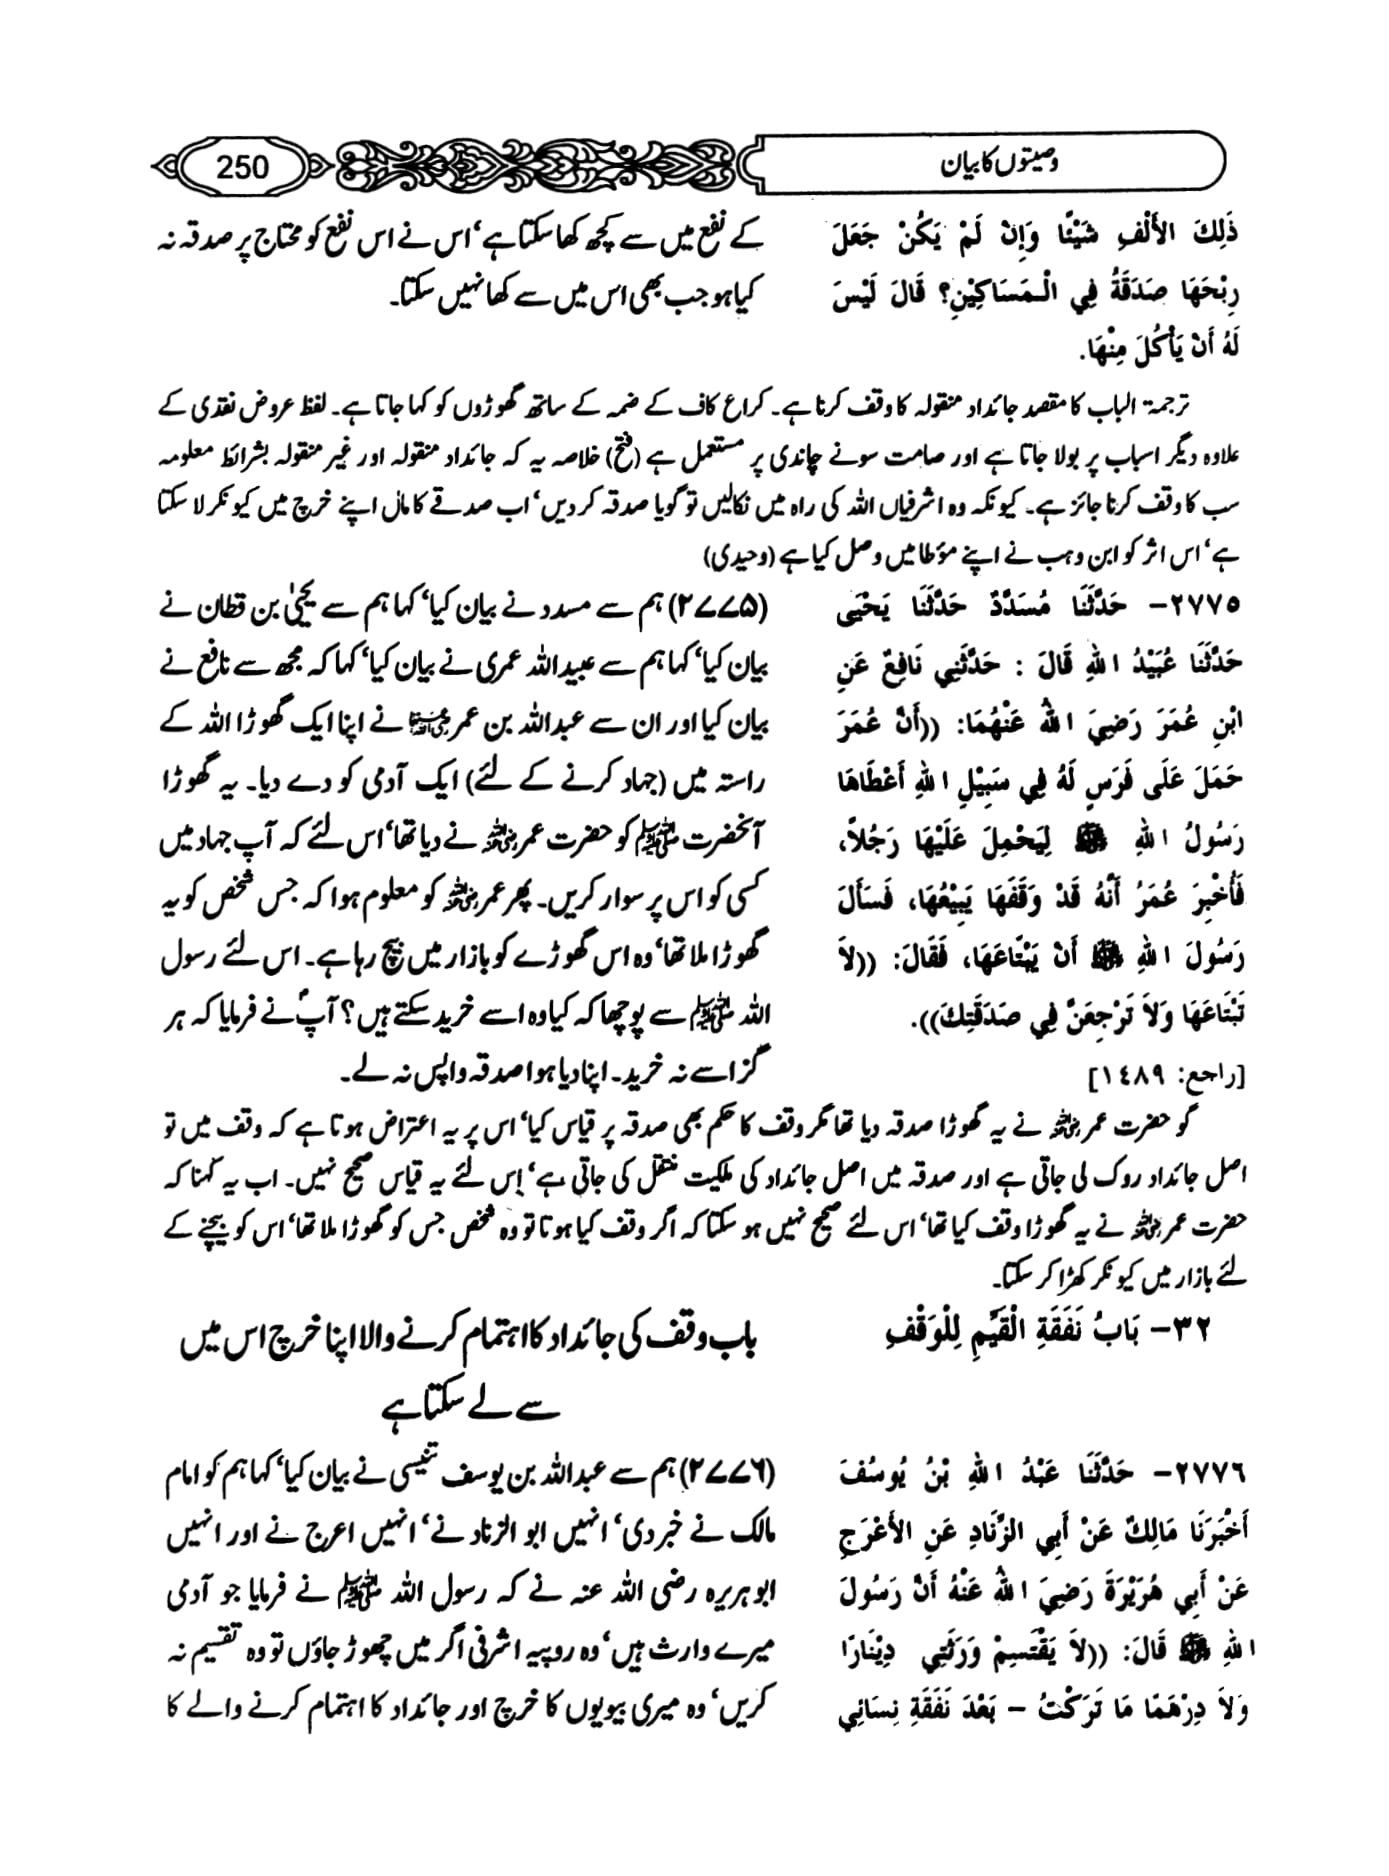 وصیتوں کا بیان
250
ذَلِكَ الأَلْفِ شَيْئًا وَإِنْ لَمْ يَكُنْ جَعَلَ
رِبْحَهَا صَدَقَةً فِي الْمَسَاكِيْنِ؟ قَالَ لَيْسَ
لَهُ أَنْ يَأْكُلَ مِنْهَا.
کے نفع میں سے کچھ کھا سکتا ہے‘ اس نے اس نفع کو محتاج پر صدقہ نہ
کیا ہو جب بھی اس میں سے کھا نہیں سکتا۔
ترجمۃ الباب کا مقصد جائداد منقولہ کا وقف کرنا ہے۔ کراع کاف کے ضمہ کے ساتھ گھوڑوں کو کہا جاتا ہے۔ لفظ عروض نقدی کے
علاوہ دیگر اسباب پر بولا جاتا ہے اور صامت سونے چاندی پر مستعمل ہے (فتح) خلاصہ یہ کہ جائداد منقولہ اور غیر منقولہ بشرائط معلومہ
سب کا وقف کرنا جائز ہے۔ کیونکہ وہ اشرفیاں اللہ کی راہ میں نکالیں تو گویا صدقہ کر دیں‘ اب صدقے کا مال اپنے خرچ میں کیونکر لا سکتا
ہے‘ اس اثر کو ابن وہب نے اپنے مؤطا میں وصل کیا ہے (وحیدی)
٢٧٧٥- حَدَّثَنَا مُسَدَّدٌ حَدَّثَنَا يَحْيَى
حَدَّثَنَا عُبَيْدُ اللهِ قَالَ : حَدَّثَنِي نَافِعٌ عَنِ
ابْنِ عُمَرَ رَضِيَ اللهُ عَنْهُمَا: ((أَنَّ عُمَرَ
حَمَلَ عَلَى فَرَسٍ لَهُ فِي سَبِيْلِ اللهِ أَعْطَاهَا
رَسُولُ اللهِ ﷺ لِيَحْمِلَ عَلَيْهَا رَجُلاً،
فَأُخْبِرَ عُمَرُ أَنَّهُ قَدْ وَقَفَهَا يَبِيْعُهَا، فَسَأَلَ
رَسُولَ اللهِ ﷺ أَنْ يَبْتَاعَهَا، فَقَالَ: ((لاَ
تَبْتَاعَهَا وَلاَ تَرْجِعَنَّ فِي صَدَقَتِكَ)).
[راجع: ١٤٨٩]
(۲۷۷۵) ہم سے مسدد نے بیان کیا‘ کہا ہم سے یحییٰ بن قطان نے
بیان کیا‘ کہا ہم سے عبیداللہ عمری نے بیان کیا‘ کہا کہ مجھ سے نافع نے
بیان کیا اور ان سے عبداللہ بن عمر رضی اللہ عنہما نے اپنا ایک گھوڑا اللہ کے
راستہ میں (جہاد کرنے کے لئے) ایک آدمی کو دے دیا۔ یہ گھوڑا
آنحضرت ﷺ کو حضرت عمر رضی اللہ عنہ نے دیا تھا‘ اس لئے کہ آپ جہاد میں
کسی کو اس پر سوار کریں۔ پھر عمر رضی اللہ عنہ کو معلوم ہوا کہ جس شخص کو یہ
گھوڑا ملا تھا‘ وہ اس گھوڑے کو بازار میں بیچ رہا ہے۔ اس لئے رسول
اللہ ﷺ سے پوچھا کہ کیا وہ اسے خرید سکتے ہیں؟ آپؐ نے فرمایا کہ ہر
گز اسے نہ خرید۔ اپنا دیا ہوا صدقہ واپس نہ لے۔
گو حضرت عمر رضی اللہ عنہ نے یہ گھوڑا صدقہ دیا تھا مگر وقف کا حکم بھی صدقہ پر قیاس کیا‘ اس پر یہ اعتراض ہوتا ہے کہ وقف میں تو
اصل جائداد روک لی جاتی ہے اور صدقہ میں اصل جائداد کی ملکیت منتقل کی جاتی ہے‘ اِس لئے یہ قیاس صحیح نہیں۔ اب یہ کہنا کہ
حضرت عمر رضی اللہ عنہ نے یہ گھوڑا وقف کیا تھا‘ اس لئے صحیح نہیں ہو سکتا کہ اگر وقف کیا ہوتا تو وہ شخص جس کو گھوڑا ملا تھا‘ اس کو بیچنے کے
لئے بازار میں کیونکر کھڑا کر سکتا۔
٣٢- بَابُ نَفَقَةِ الْقَيِّمِ لِلْوَقْفِ
باب وقف کی جائداد کا اہتمام کرنے والا اپنا خرچ اس میں
سے لے سکتا ہے
٢٧٧٦- حَدَّثَنَا عَبْدُ اللهِ بْنُ يُوسُفَ
أَخْبَرَنَا مَالِكٌ عَنْ أَبِي الزِّنَادِ عَنِ الأَعْرَجِ
عَنْ أَبِي هُرَيْرَةَ رَضِيَ اللهُ عَنْهُ أَنَّ رَسُولَ
اللهِ ﷺ قَالَ: ((لاَ يَقْتَسِمْ وَرَثَتِي دِيْنَارًا
وَلاَ دِرْهَمًا مَا تَرَكْتُ – بَعْدَ نَفَقَةِ نِسَائِي
(۲۷۷۶) ہم سے عبداللہ بن یوسف تنیسی نے بیان کیا‘ کہا ہم کو امام
مالک نے خبر دی‘ انہیں ابو الزناد نے‘ انہیں اعرج نے اور انہیں
ابو ہریرہ رضی اللہ عنہ نے کہ رسول اللہ ﷺ نے فرمایا جو آدمی
میرے وارث ہیں‘ وہ روپیہ اشرفی اگر میں چھوڑ جاؤں تو وہ تقسیم نہ
کریں‘ وہ میری بیویوں کا خرچ اور جائداد کا اہتمام کرنے والے کا